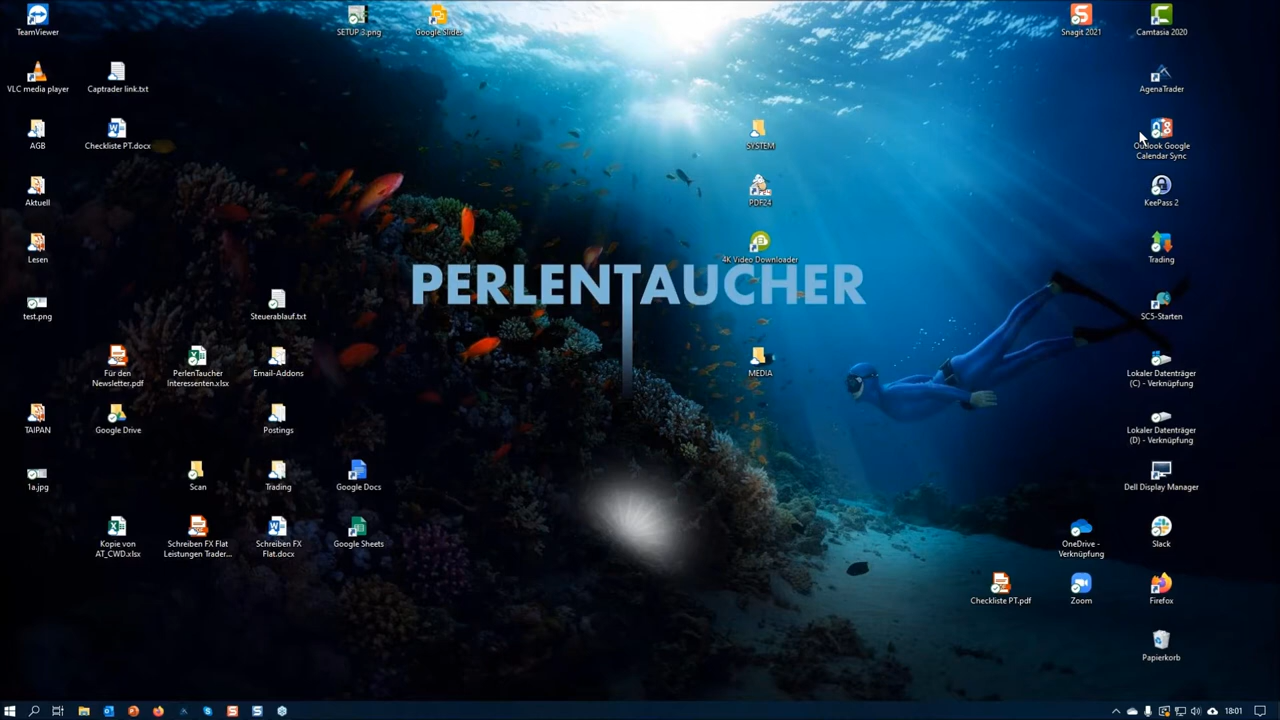 TeamViewer
SETUP 3.png
Google Slides
Snagit 2021
Camtasia 2020
VLC media player
Captrader link.txt
AgenaTrader
AGB
Checkliste PT.docx
SYSTEM
Outlook Google
Calendar Sync
Aktuell
PDF24
KeePass 2
Lesen
4K Video Downloader
Trading
PERLENTAUCHER
test.png
Steuerablauf.txt
SC5-Starten
Für den
Newsletter.pdf
PerlenTaucher
Interessenten.xlsx
Email-Addons
MEDIA
Lokaler Datenträger
(C) - Verknüpfung
TAIPAN
Google Drive
Postings
Lokaler Datenträger
(D) - Verknüpfung
1a.jpg
Scan
Trading
Google Docs
Dell Display Manager
Kopie von
AT_CWD.xlsx
Schreiben FX Flat
Leistungen Trader...
Schreiben FX
Flat.docx
Google Sheets
OneDrive -
Verknüpfung
Slack
Checkliste PT.pdf
Zoom
Firefox
Papierkorb
18:01